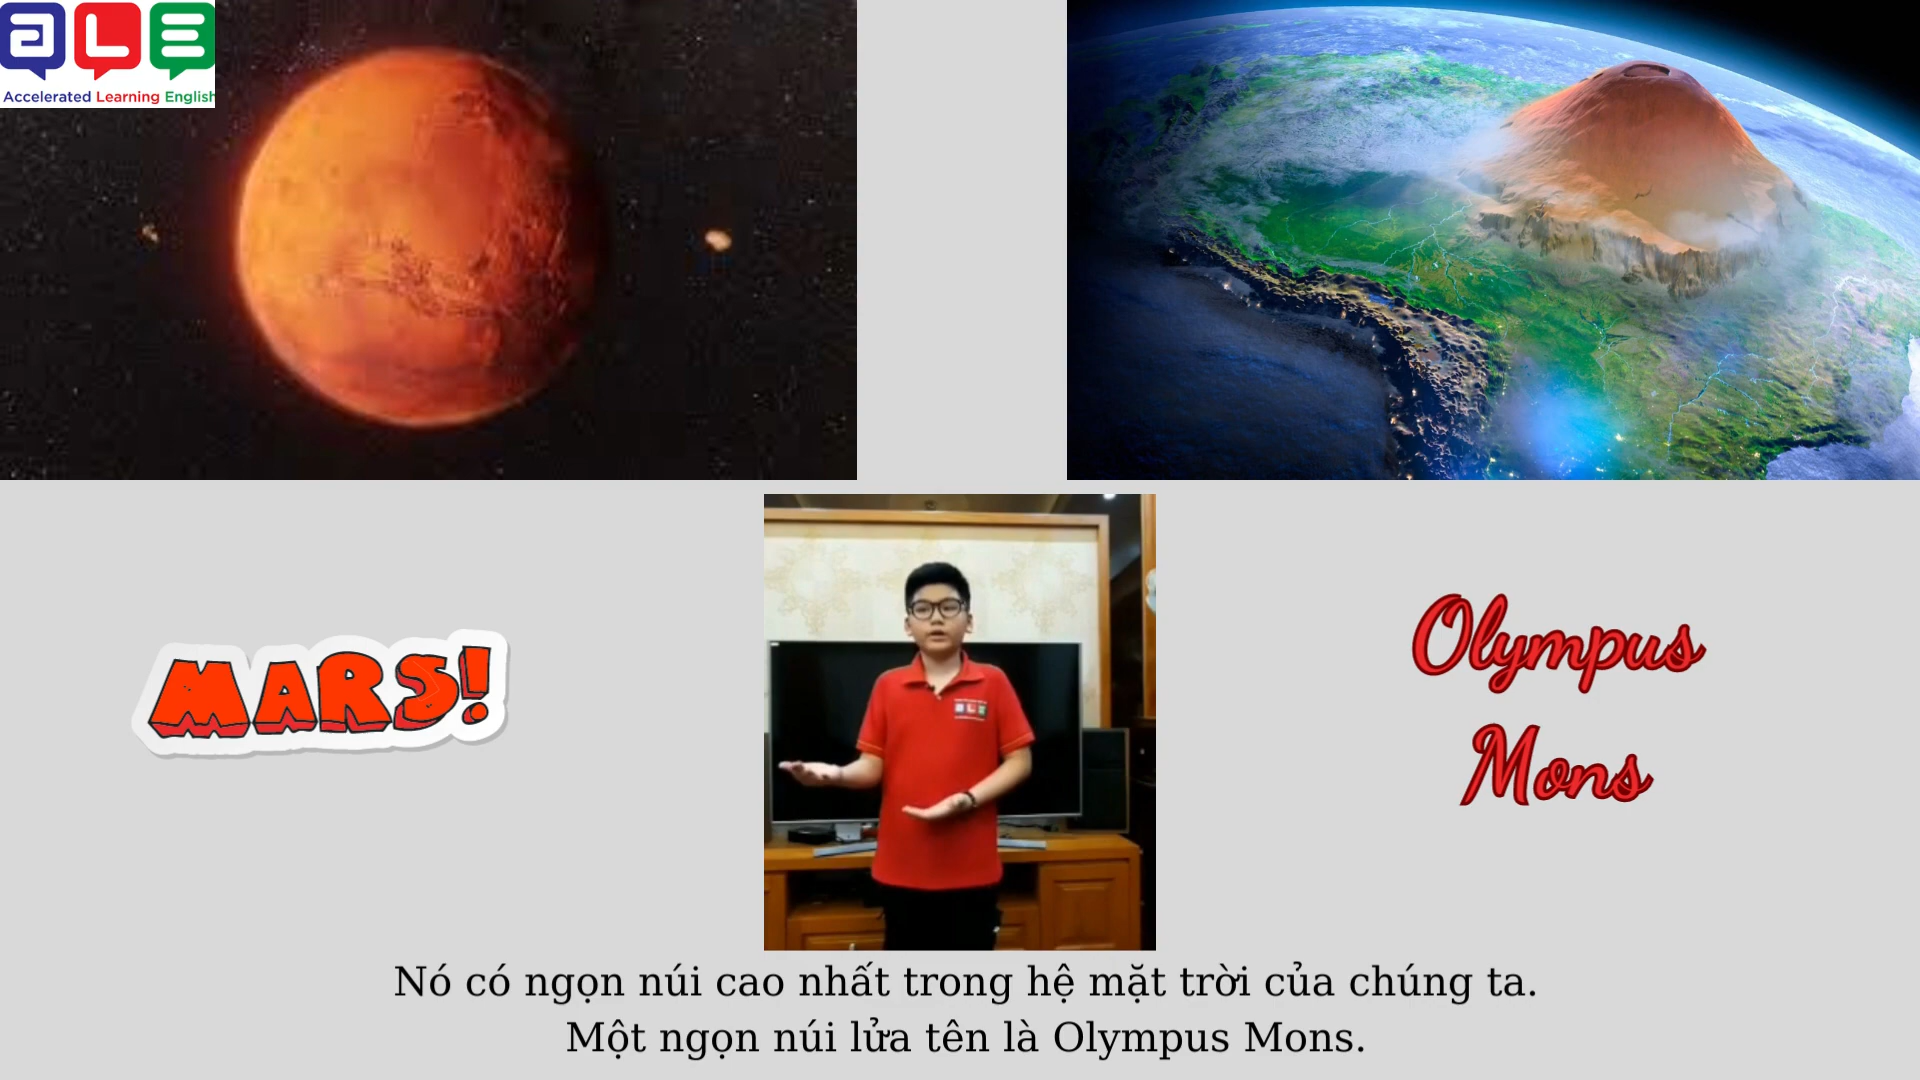 aLE
Accelerated Learning English
MARS!
Olympus
Mons
Nó có ngọn núi cao nhất trong hệ mặt trời của chúng ta.
Một ngọn núi lửa tên là Olympus Mons.